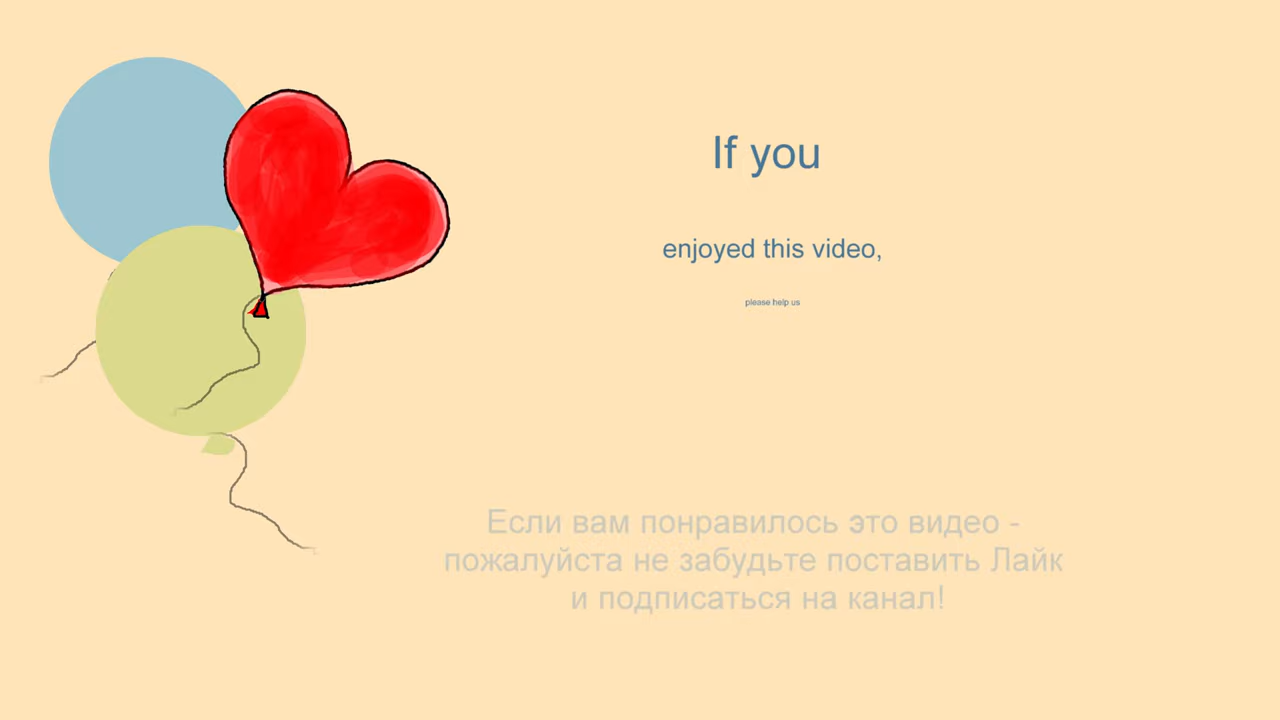 If you
enjoyed this video,
please help us
Если вам понравилось это видео -
пожалуйста не забудьте поставить Лайк
и подписаться на канал!